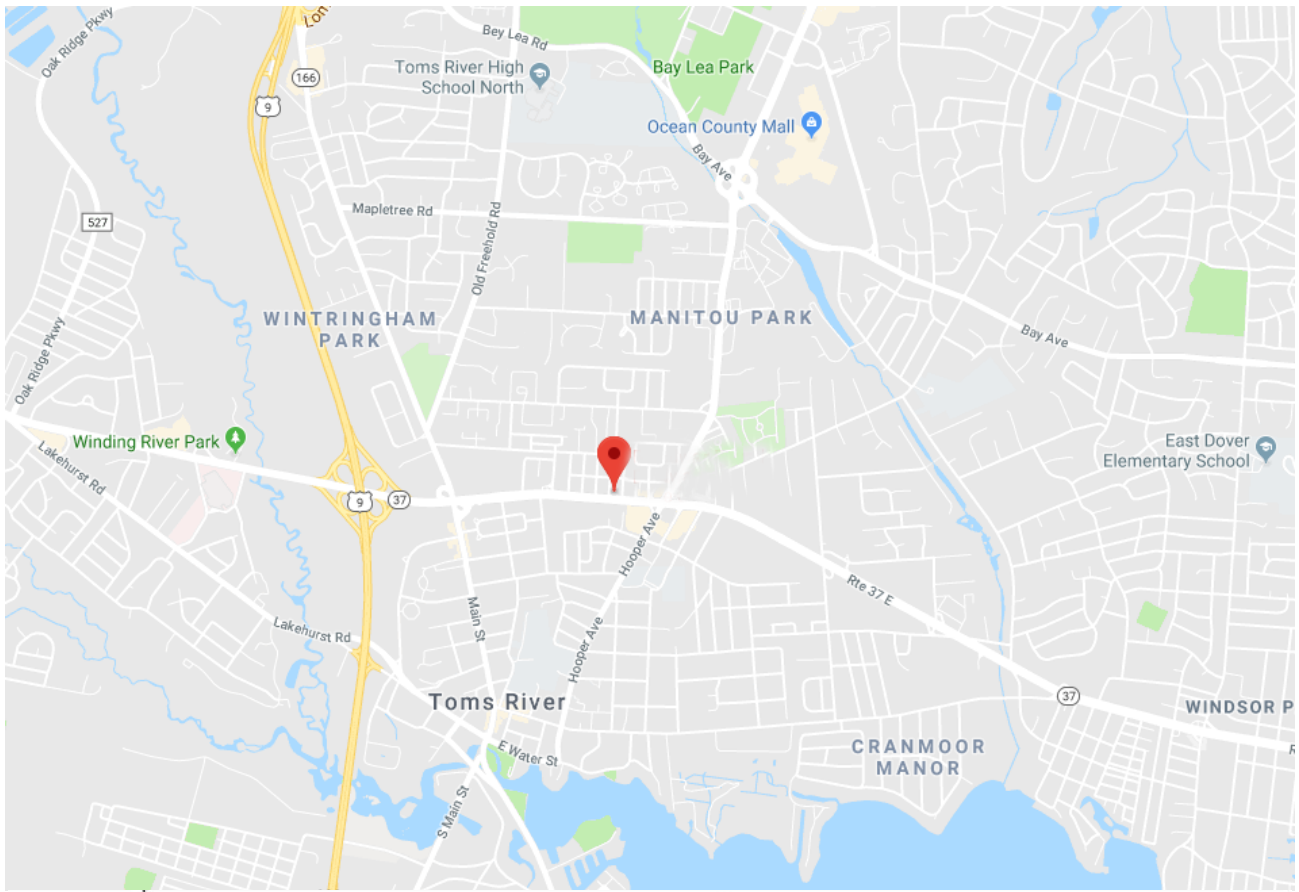 Oak Ridge Pkwy
Lon
Bey Lea Rd
166
9
Toms River High
School North
Bay Lea Park
Ocean County Mall
Bay Ave
Mapletree Rd
527
Old Freehold Rd
WINTRINGHAM
PARK
MANITOU PARK
Bay Ave
Oak Ridge Pkwy
Winding River Park
East Dover
Elementary School
Lakehurst Rd
9
37
Hooper Ave
Rte 37 E
Main St
Lakehurst Rd
Hooper Ave
Toms River
37
WINDSOR P
E Water St
CRANMOOR
MANOR
R
S Main St